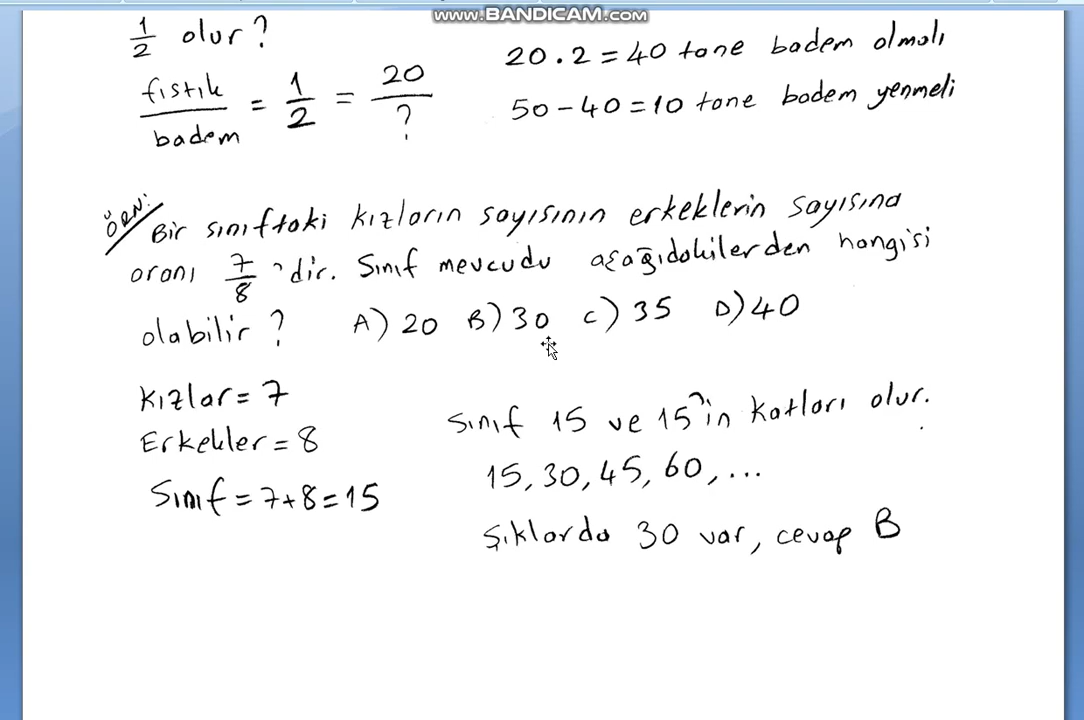 www.BANDICAM.com
1/2 olur?
fıstık/badem = 1/2 = 20/?
20.2=40 tane badem olmalı
50-40=10 tane badem yenmeli
ÖRN:
Bir sınıftaki kızların sayısının erkeklerin sayısına
oranı 7/8 'dir. Sınıf mevcudu aşağıdakilerden hangisi
olabilir? A) 20 B) 30 C) 35 D) 40
Kızlar=7
Erkekler=8
Sınıf=7+8=15
Sınıf 15 ve 15'in katları olur.
15, 30, 45, 60, ...
Şıklarda 30 var, cevap B